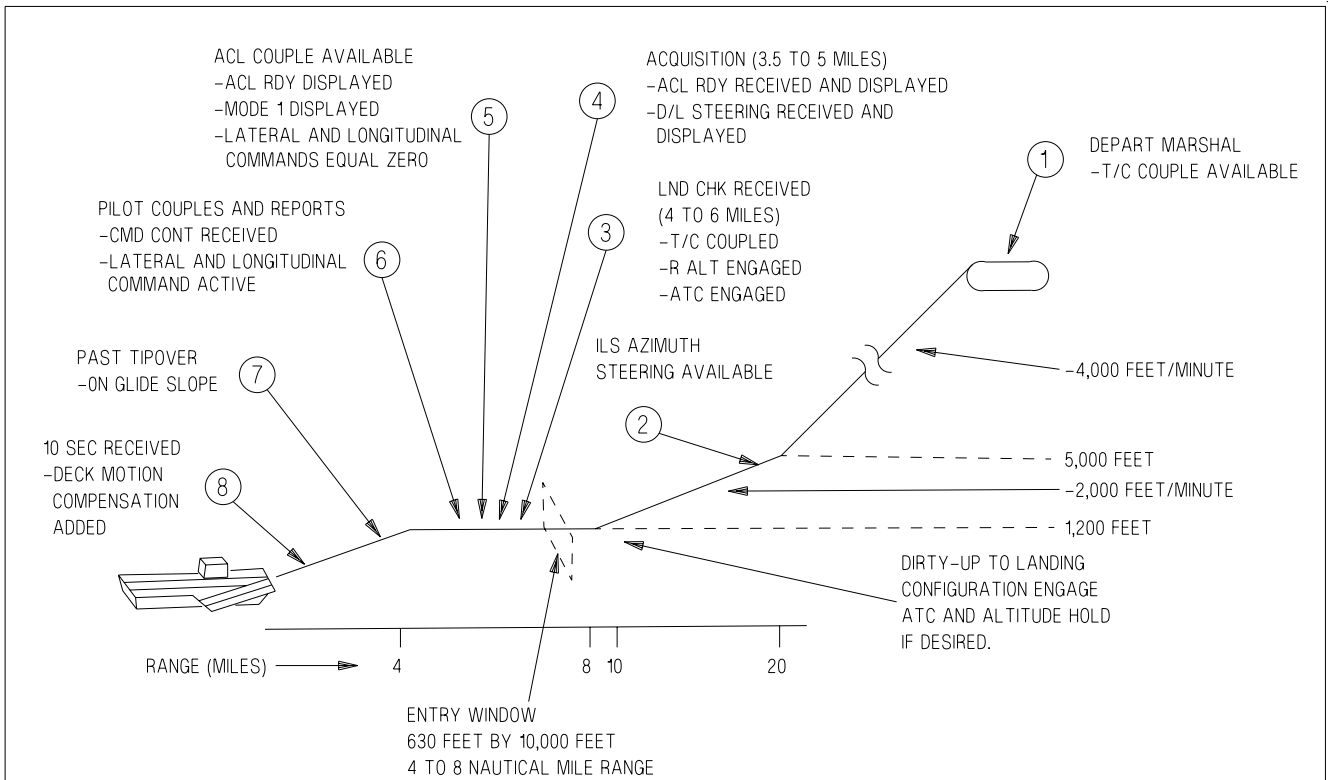 ACL COUPLE AVAILABLE
-ACL RDY DISPLAYED
-MODE 1 DISPLAYED
-LATERAL AND LONGITUDINAL
COMMANDS EQUAL ZERO
5
4
ACQUISITION (3.5 TO 5 MILES)
-ACL RDY RECEIVED AND DISPLAYED
-D/L STEERING RECEIVED AND
DISPLAYED
1
DEPART MARSHAL
-T/C COUPLE AVAILABLE
PILOT COUPLES AND REPORTS
-CMD CONT RECEIVED
-LATERAL AND LONGITUDINAL
COMMAND ACTIVE
6
LND CHK RECEIVED
(4 TO 6 MILES)
-T/C COUPLED
-R ALT ENGAGED
-ATC ENGAGED
3
PAST TIPOVER
-ON GLIDE SLOPE
7
ILS AZIMUTH
STEERING AVAILABLE
2
-4,000 FEET/MINUTE
10 SEC RECEIVED
-DECK MOTION
COMPENSATION
ADDED
8
5,000 FEET
-2,000 FEET/MINUTE
1,200 FEET
DIRTY-UP TO LANDING
CONFIGURATION ENGAGE
ATC AND ALTITUDE HOLD
IF DESIRED.
RANGE (MILES)
4
8
10
20
ENTRY WINDOW
630 FEET BY 10,000 FEET
4 TO 8 NAUTICAL MILE RANGE